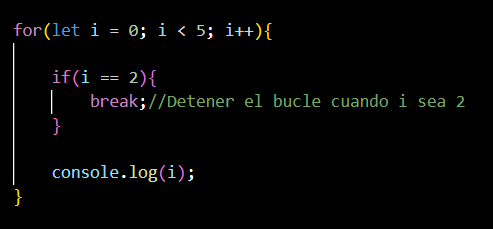 for(let i = 0; i < 5; i++){
if(i == 2){
break;//Detener el bucle cuando i sea 2
}
console.log(i);
}